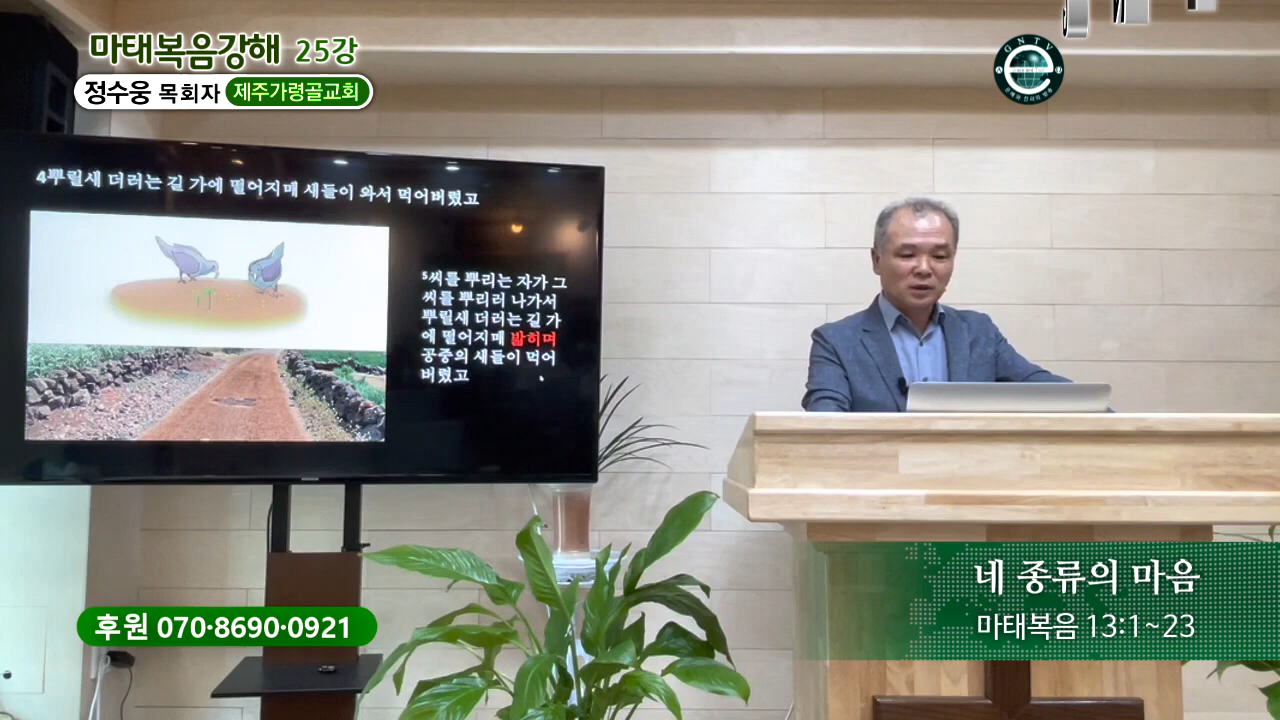 마태복음강해 25강
정수웅 목회자 제주가령골교회
GNTV
4뿌릴새 더러는 길 가에 떨어지매 새들이 와서 먹어버렸고
5씨를 뿌리는 자가 그
씨를 뿌리러 나가서
뿌릴새 더러는 길 가
에 떨어지매 밟히며
공중의 새들이 먹어
버렸고
네 종류의 마음
마태복음 13:1~23
후원 070·8690·0921